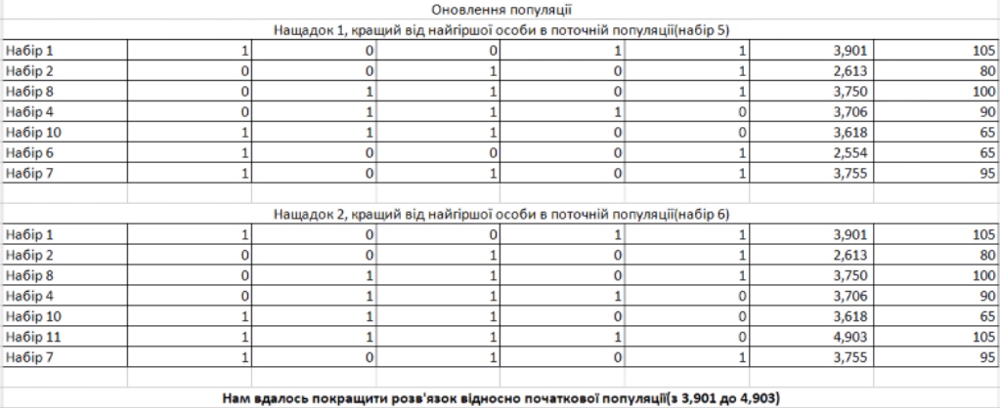 Оновлення популяції
Нащадок 1, кращий від найгіршої особи в поточній популяції(набір 5)
Набір 1 1 0 0 1 1 3,901 105
Набір 2 0 0 1 0 1 2,613 80
Набір 8 0 1 1 0 1 3,750 100
Набір 4 0 1 1 1 0 3,706 90
Набір 10 1 1 1 0 0 3,618 65
Набір 6 1 0 0 0 1 2,554 65
Набір 7 1 0 1 0 1 3,755 95
Нащадок 2, кращий від найгіршої особи в поточній популяції(набір 6)
Набір 1 1 0 0 1 1 3,901 105
Набір 2 0 0 1 0 1 2,613 80
Набір 8 0 1 1 0 1 3,750 100
Набір 4 0 1 1 1 0 3,706 90
Набір 10 1 1 1 0 0 3,618 65
Набір 11 1 1 1 1 0 4,903 105
Набір 7 1 0 1 0 1 3,755 95
Нам вдалось покращити розв'язок відносно початкової популяції(з 3,901 до 4,903)